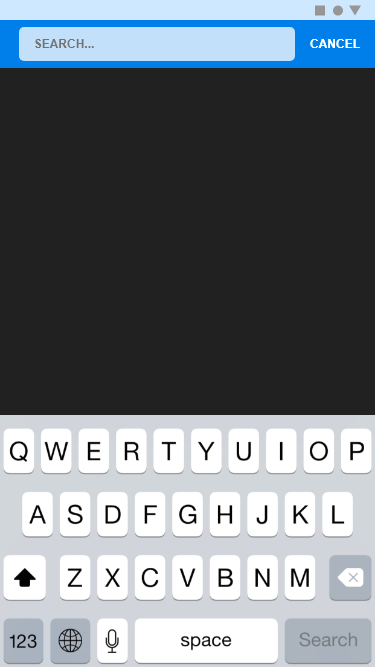 SEARCH... CANCEL
Q W E R T Y U I O P
A S D F G H J K L
Z X C V B N M
123 space Search